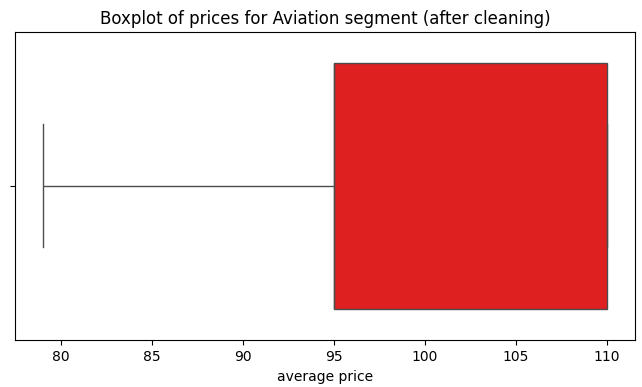 Boxplot of prices for Aviation segment (after cleaning)
80 85 90 95 100 105 110
average price